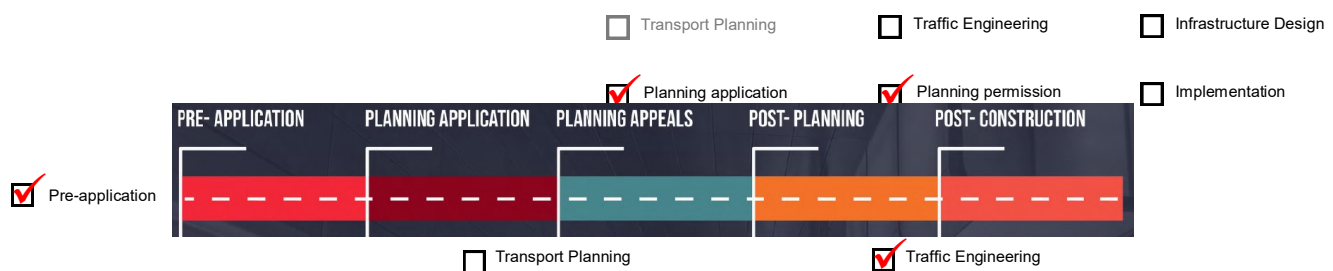 Transport Planning Traffic Engineering Infrastructure Design
Planning application Planning permission Implementation
PRE- APPLICATION PLANNING APPLICATION PLANNING APPEALS POST- PLANNING POST- CONSTRUCTION
Pre-application
Transport Planning Traffic Engineering